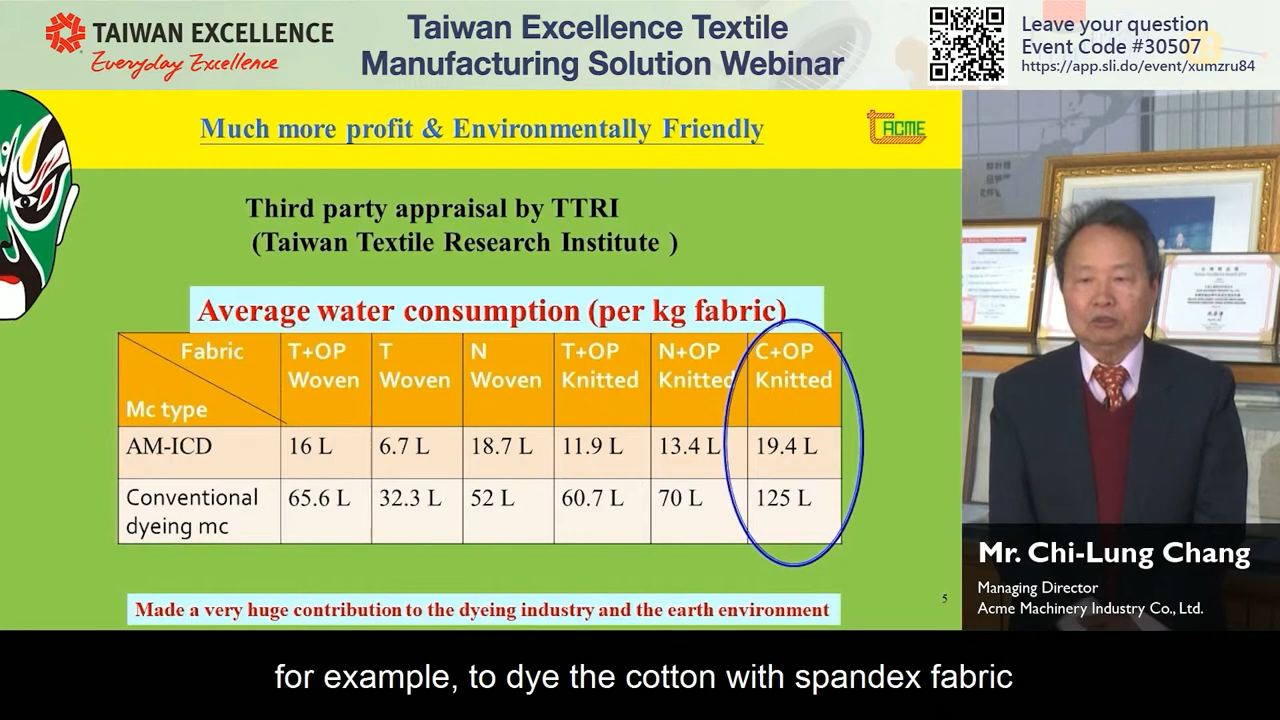 TAIWAN EXCELLENCE
Everyday Excellence
Taiwan Excellence Textile
Manufacturing Solution Webinar
Leave your question
Event Code #30507
https://app.sli.do/event/xumzru84
Much more profit & Environmentally Friendly
ACME
Third party appraisal by TTRI
(Taiwan Textile Research Institute )
Average water consumption (per kg fabric)
Fabric
Mc type
T+OP Woven
T Woven
N Woven
T+OP Knitted
N+OP Knitted
C+OP Knitted
AM-ICD 16 L 6.7 L 18.7 L 11.9 L 13.4 L 19.4 L
Conventional dyeing mc 65.6 L 32.3 L 52 L 60.7 L 70 L 125 L
Made a very huge contribution to the dyeing industry and the earth environment
5
Mr. Chi-Lung Chang
Managing Director
Acme Machinery Industry Co., Ltd.
for example, to dye the cotton with spandex fabric